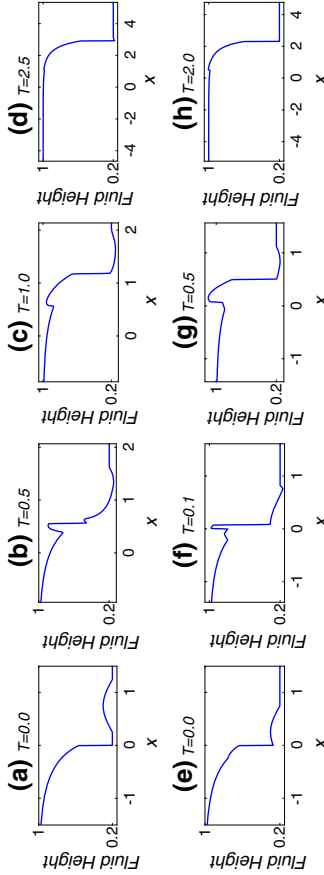 (a) T=0.0
Fluid Height
1
0.2
-1 0 1
x
(b) T=0.5
Fluid Height
1
0.2
0 1 2
x
(c) T=1.0
Fluid Height
1
0.2
0 1 2
x
(d) T=2.5
Fluid Height
1
0.2
-4 -2 0 2 4
x
(e) T=0.0
Fluid Height
1
0.2
-1 0 1
x
(f) T=0.1
Fluid Height
1
0.2
-1 0 1
x
(g) T=0.5
Fluid Height
1
0.2
-1 0 1
x
(h) T=2.0
Fluid Height
1
0.2
-4 -2 0 2 4
x